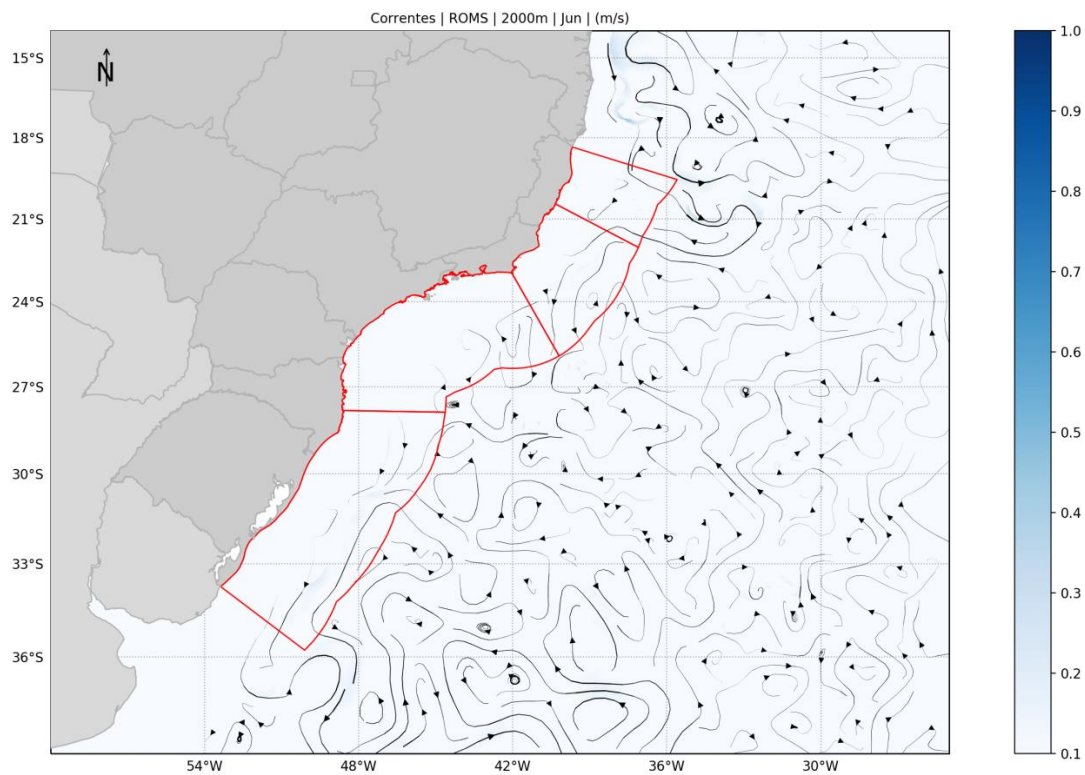 Correntes | ROMS | 2000m | Jun | (m/s)
N
15°S
18°S
21°S
24°S
27°S
30°S
33°S
36°S
54°W
48°W
42°W
36°W
30°W
1.0
0.9
0.8
0.7
0.6
0.5
0.4
0.3
0.2
0.1